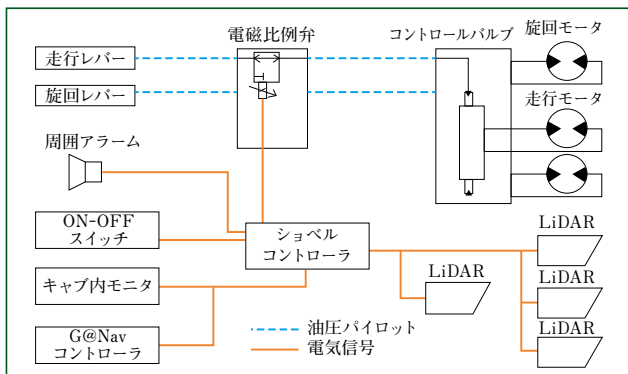 電磁比例弁
コントロールバルブ
旋回モータ
走行レバー
旋回レバー
走行モータ
周囲アラーム
ON-OFF
スイッチ
ショベル
コントローラ
LiDAR
キャブ内モニタ
LiDAR
LiDAR
G@Nav
コントローラ
油圧パイロット
電気信号
LiDAR